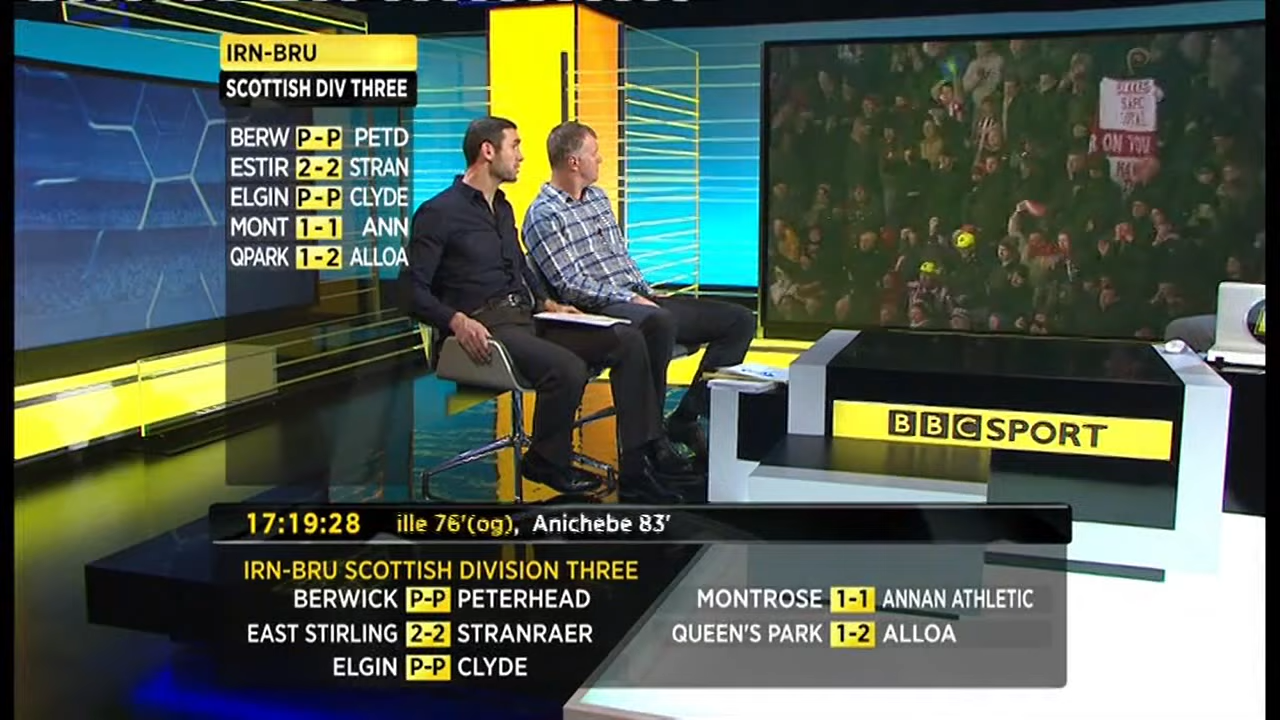 IRN-BRU
SCOTTISH DIV THREE
BERW P-P PETD
ESTIR 2-2 STRAN
ELGIN P-P CLYDE
MONT 1-1 ANN
QPARK 1-2 ALLOA
ON YOU
BBC SPORT
17:19:28 ille 76'(og), Anichebe 83'
IRN-BRU SCOTTISH DIVISION THREE
BERWICK P-P PETERHEAD
EAST STIRLING 2-2 STRANRAER
ELGIN P-P CLYDE
MONTROSE 1-1 ANNAN ATHLETIC
QUEEN'S PARK 1-2 ALLOA